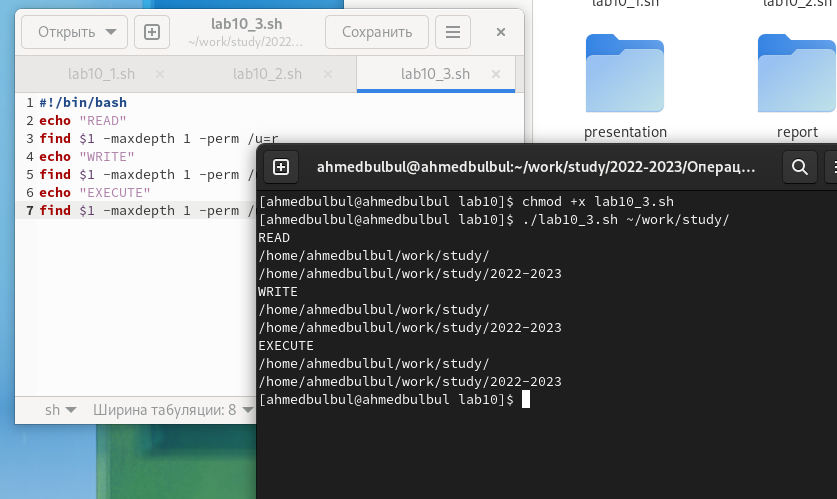 lab10_3.sh
~/work/study/2022...
Открыть
Сохранить
lab10_1.sh
lab10_2.sh
lab10_3.sh
1 #!/bin/bash
2 echo "READ"
3 find $1 -maxdepth 1 -perm /u=r
4 echo "WRITE"
5 find $1 -maxdepth 1 -perm /
6 echo "EXECUTE"
7 find $1 -maxdepth 1 -perm /
sh
Ширина табуляции: 8
lab10_1.sh
lab10_2.sh
presentation
report
ahmedbulbul@ahmedbulbul:~/work/study/2022-2023/Операц...
[ahmedbulbul@ahmedbulbul lab10]$ chmod +x lab10_3.sh
[ahmedbulbul@ahmedbulbul lab10]$ ./lab10_3.sh ~/work/study/
READ
/home/ahmedbulbul/work/study/
/home/ahmedbulbul/work/study/2022-2023
WRITE
/home/ahmedbulbul/work/study/
/home/ahmedbulbul/work/study/2022-2023
EXECUTE
/home/ahmedbulbul/work/study/
/home/ahmedbulbul/work/study/2022-2023
[ahmedbulbul@ahmedbulbul lab10]$